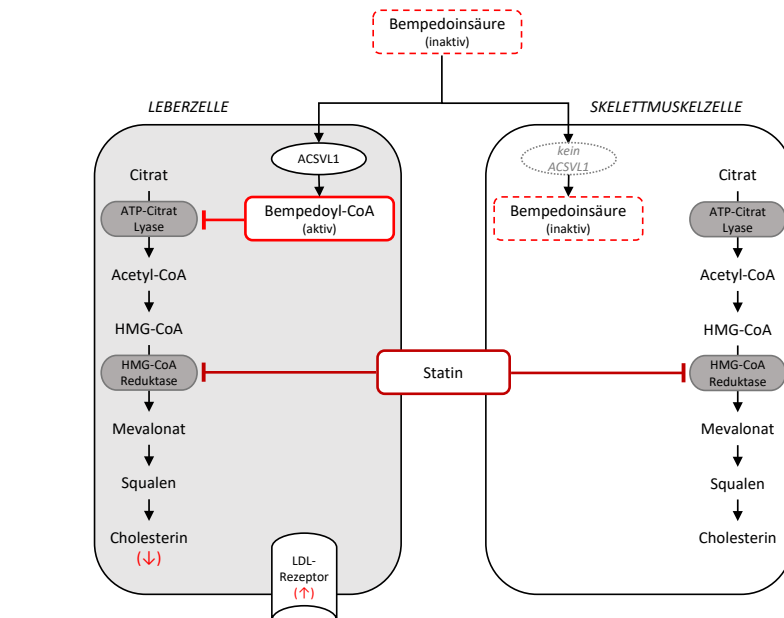 Bempedoinsäure
(inaktiv)
LEBERZELLE
SKELETTMUSKELZELLE
Citrat
ATP-Citrat
Lyase
Acetyl-CoA
HMG-CoA
HMG-CoA
Reduktase
Mevalonat
Squalen
Cholesterin
(↓)
ACSVL1
Bempedoyl-CoA
(aktiv)
LDL-
Rezeptor
(↑)
Statin
kein
ACSVL1
Bempedoinsäure
(inaktiv)
Citrat
ATP-Citrat
Lyase
Acetyl-CoA
HMG-CoA
HMG-CoA
Reduktase
Mevalonat
Squalen
Cholesterin